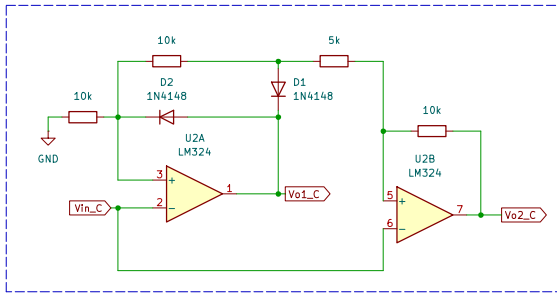 10k
5k
10k
D2
1N4148
D1
1N4148
10k
GND
U2A
LM324
3
+
1
2
-
Vin_C
Vo1_C
U2B
LM324
5
+
7
6
-
Vo2_C
10k